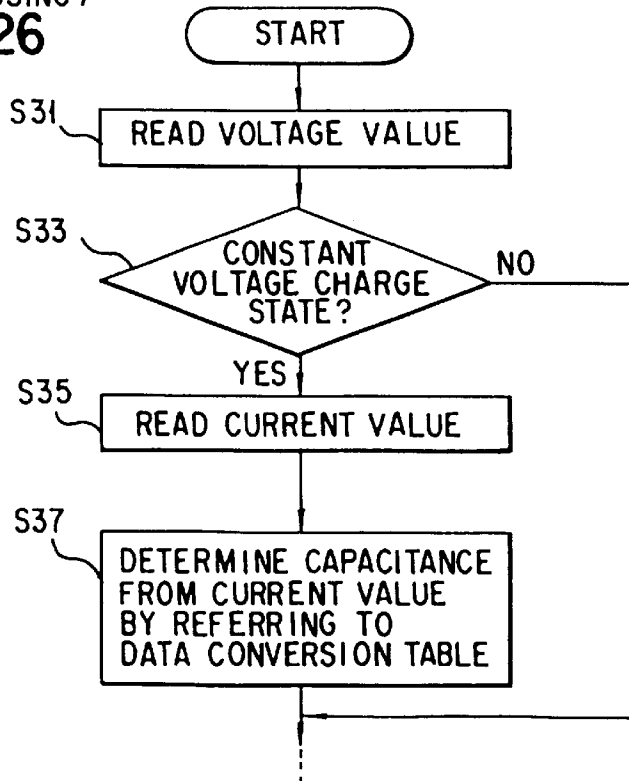 26
START
S31
READ VOLTAGE VALUE
S33
CONSTANT
VOLTAGE CHARGE
STATE?
NO
YES
S35
READ CURRENT VALUE
S37
DETERMINE CAPACITANCE
FROM CURRENT VALUE
BY REFERRING TO
DATA CONVERSION TABLE